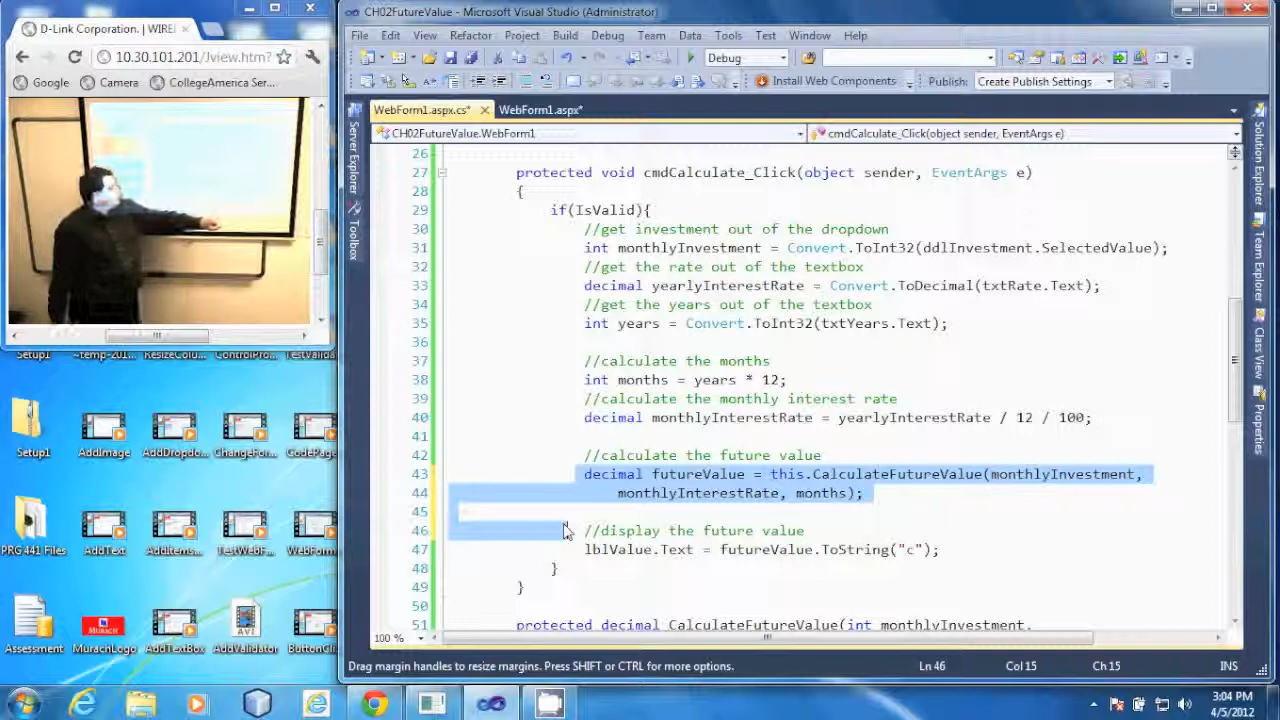 CH02FutureValue - Microsoft Visual Studio (Administrator)
D-Link Corporation. | WIREl
10.30.101.201/!view.htm?
Google
Camera
CollegeAmerica Ser...
File Edit View Refactor Project Build Debug Team Data Tools Test Window Help
Debug
Install Web Components
Publish: Create Publish Settings
WebForm1.aspx.cs*
WebForm1.aspx*
CH02FutureValue.WebForm1
cmdCalculate_Click(object sender, EventArgs e)
26
27 protected void cmdCalculate_Click(object sender, EventArgs e)
28 {
29 if(IsValid){
30 //get investment out of the dropdown
31 int monthlyInvestment = Convert.ToInt32(ddlInvestment.SelectedValue);
32 //get the rate out of the textbox
33 decimal yearlyInterestRate = Convert.ToDecimal(txtRate.Text);
34 //get the years out of the textbox
35 int years = Convert.ToInt32(txtYears.Text);
36
37 //calculate the months
38 int months = years * 12;
39 //calculate the monthly interest rate
40 decimal monthlyInterestRate = yearlyInterestRate / 12 / 100;
41
42 //calculate the future value
43 decimal futureValue = this.CalculateFutureValue(monthlyInvestment,
44 monthlyInterestRate, months);
45
46 //display the future value
47 lblValue.Text = futureValue.ToString("c");
48 }
49 }
50
51 protected decimal CalculateFutureValue(int monthlyInvestment,
100 %
Server Explorer
Toolbox
Solution Explorer
Team Explorer
Class View
Properties
Drag margin handles to resize margins. Press SHIFT or CTRL for more options.
Ln 46
Col 15
Ch 15
INS
Setup1
~temp-201...
ResizeColu...
ControlPro...
TestValida
Setup1
AddImage
AddDropdo...
ChangeFor...
CodePage
PRG 441 Files
AddText
AddItems...
TestWebF...
WebForm
MURACH
AVI
Assessment
MurachLogo
AddTextBox
AddValidator
ButtonCli
3:04 PM
4/5/2012